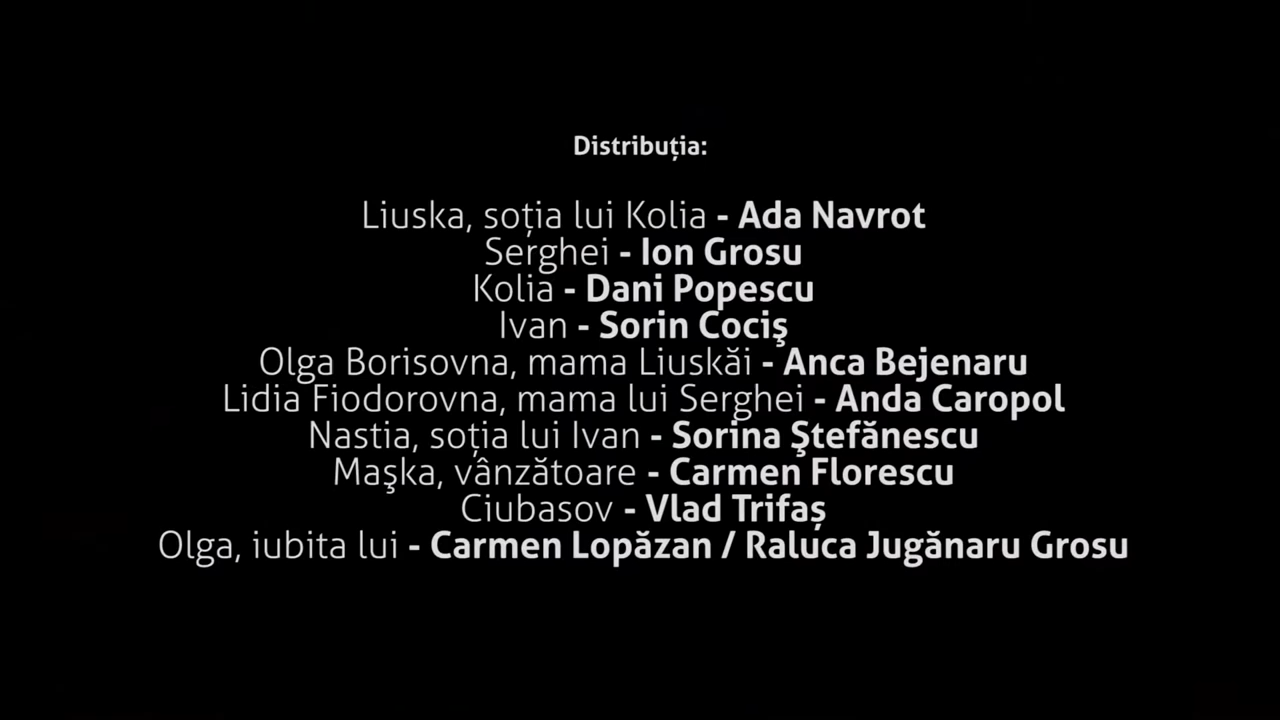 Distribuția:
Liuska, soția lui Kolia - Ada Navrot
Serghei - Ion Grosu
Kolia - Dani Popescu
Ivan - Sorin Cociş
Olga Borisovna, mama Liuskăi - Anca Bejenaru
Lidia Fiodorovna, mama lui Serghei - Anda Caropol
Nastia, soția lui Ivan - Sorina Ştefănescu
Maşka, vânzătoare - Carmen Florescu
Ciubasov - Vlad Trifaș
Olga, iubita lui - Carmen Lopăzan / Raluca Jugănaru Grosu